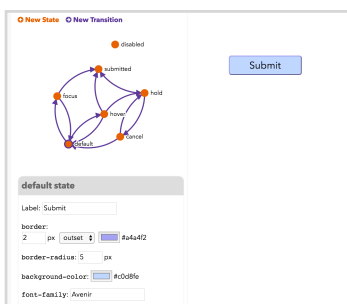 New State New Transition
disabled
submitted
Submit
hold
focus
hover
cancel
default
default state
Label: Submit
border:
2 px outset #a4a4f2
border-radius: 5 px
background-color: #c0d8fe
font-family: Avenir